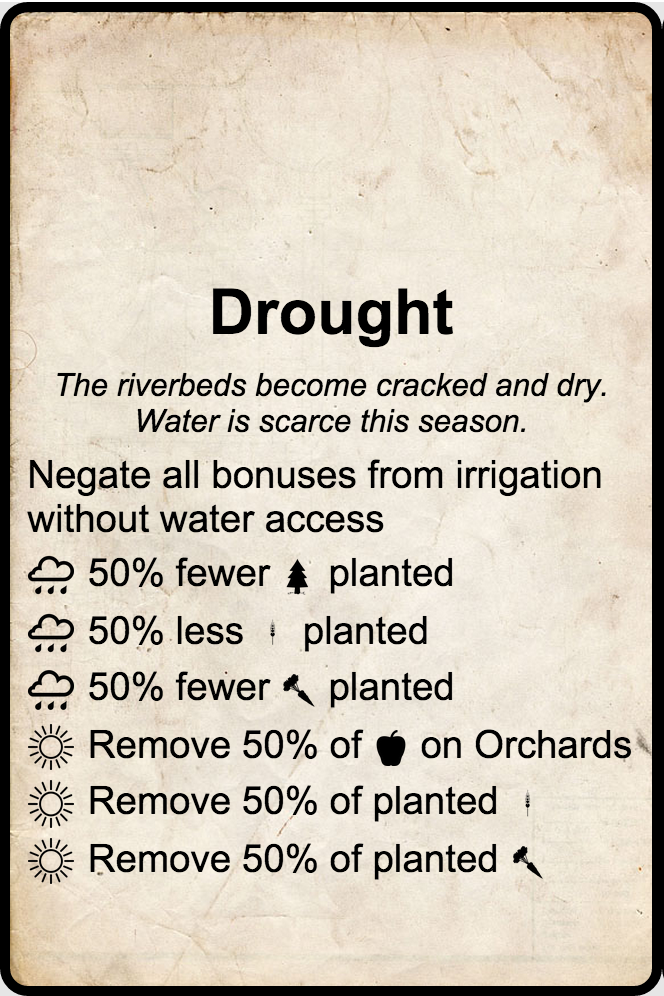 Drought
The riverbeds become cracked and dry.
Water is scarce this season.
Negate all bonuses from irrigation
without water access
50% fewer planted
50% less planted
50% fewer planted
Remove 50% of on Orchards
Remove 50% of planted
Remove 50% of planted